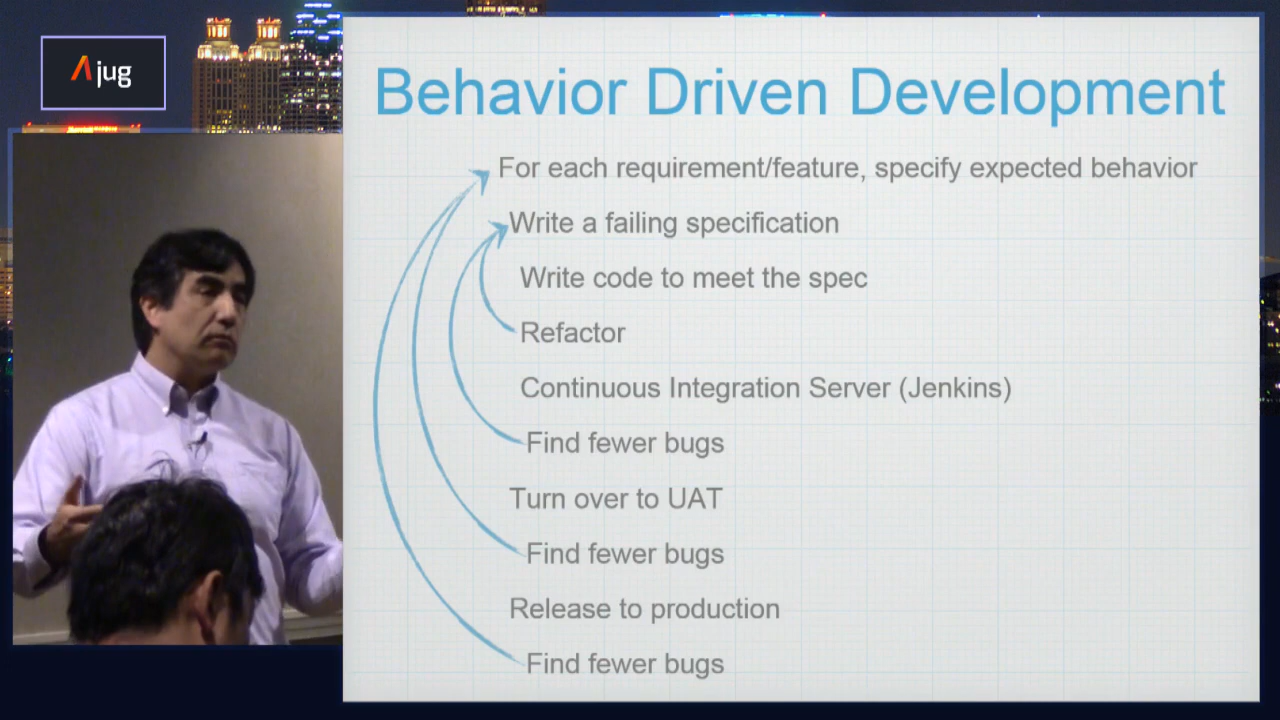 jug
Behavior Driven Development
For each requirement/feature, specify expected behavior
Write a failing specification
Write code to meet the spec
Refactor
Continuous Integration Server (Jenkins)
Find fewer bugs
Turn over to UAT
Find fewer bugs
Release to production
Find fewer bugs